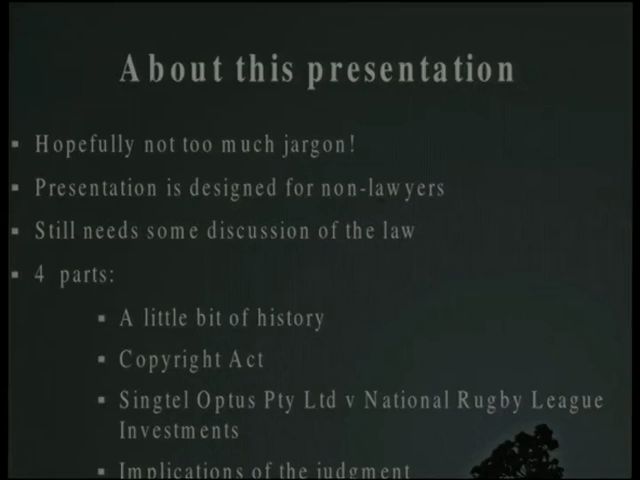 About this presentation
▪ Hopefully not too much jargon!
▪ Presentation is designed for non-lawyers
▪ Still needs some discussion of the law
▪ 4 parts:
▪ A little bit of history
▪ Copyright Act
▪ Singtel Optus Pty Ltd v National Rugby League
Investments
▪ Implications of the judgment